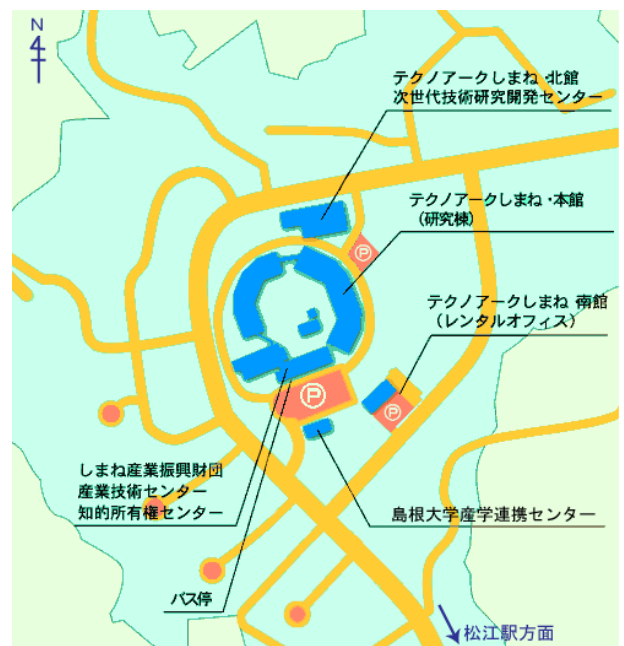 N
テクノアークしまね・北館
次世代技術研究開発センター
テクノアークしまね・本館
(研究棟)
P
テクノアークしまね 南館
(レンタルオフィス)
P
P
しまね産業振興財団
産業技術センター
知的所有権センター
島根大学産学連携センター
バス停
松江駅方面